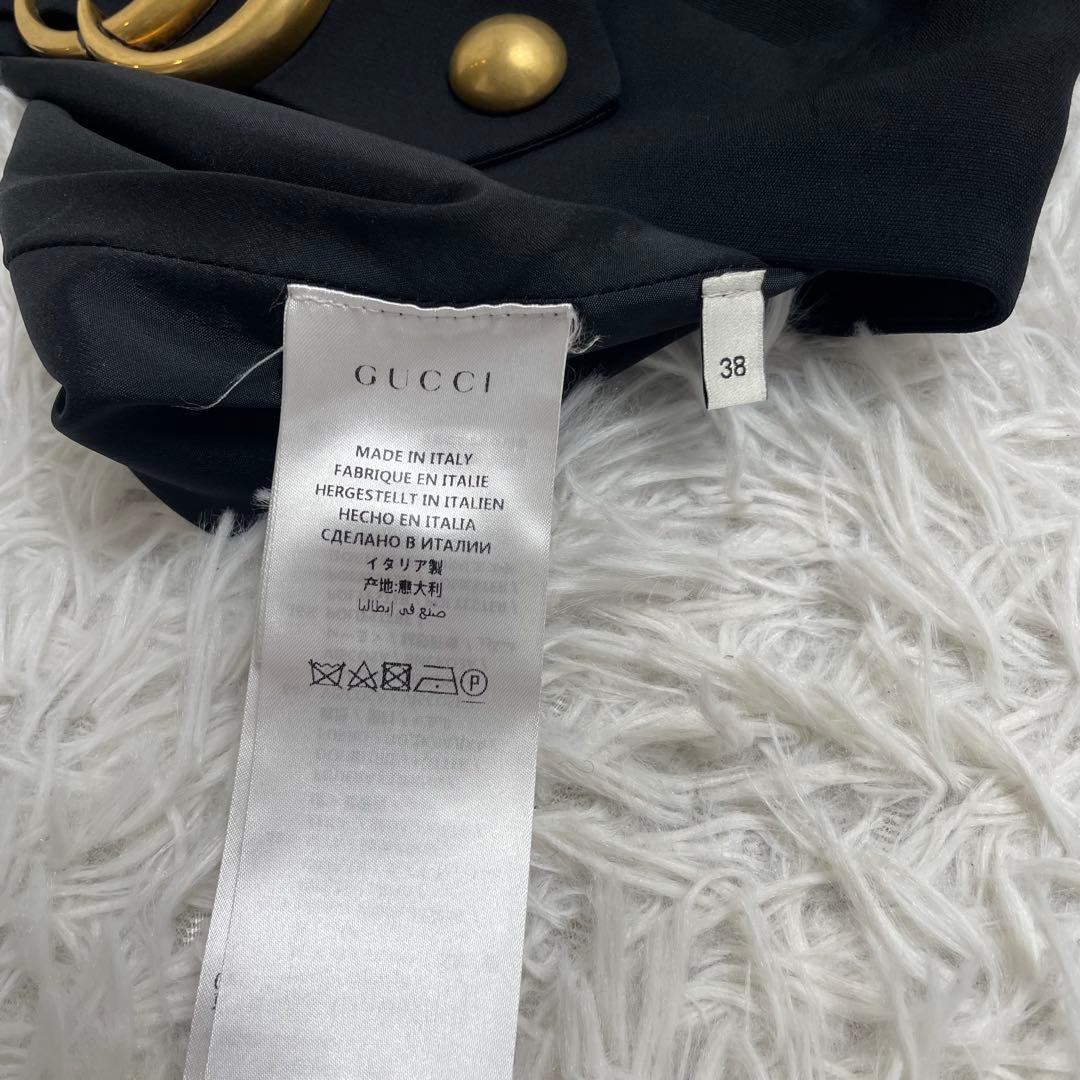 GUCCI
MADE IN ITALY
FABRIQUE EN ITALIE
HERGESTELLT IN ITALIEN
HECHO EN ITALIA
СДЕЛАНО В ИТАЛИИ
イタリア製
产地:意大利
صنع في إيطاليا
P
38